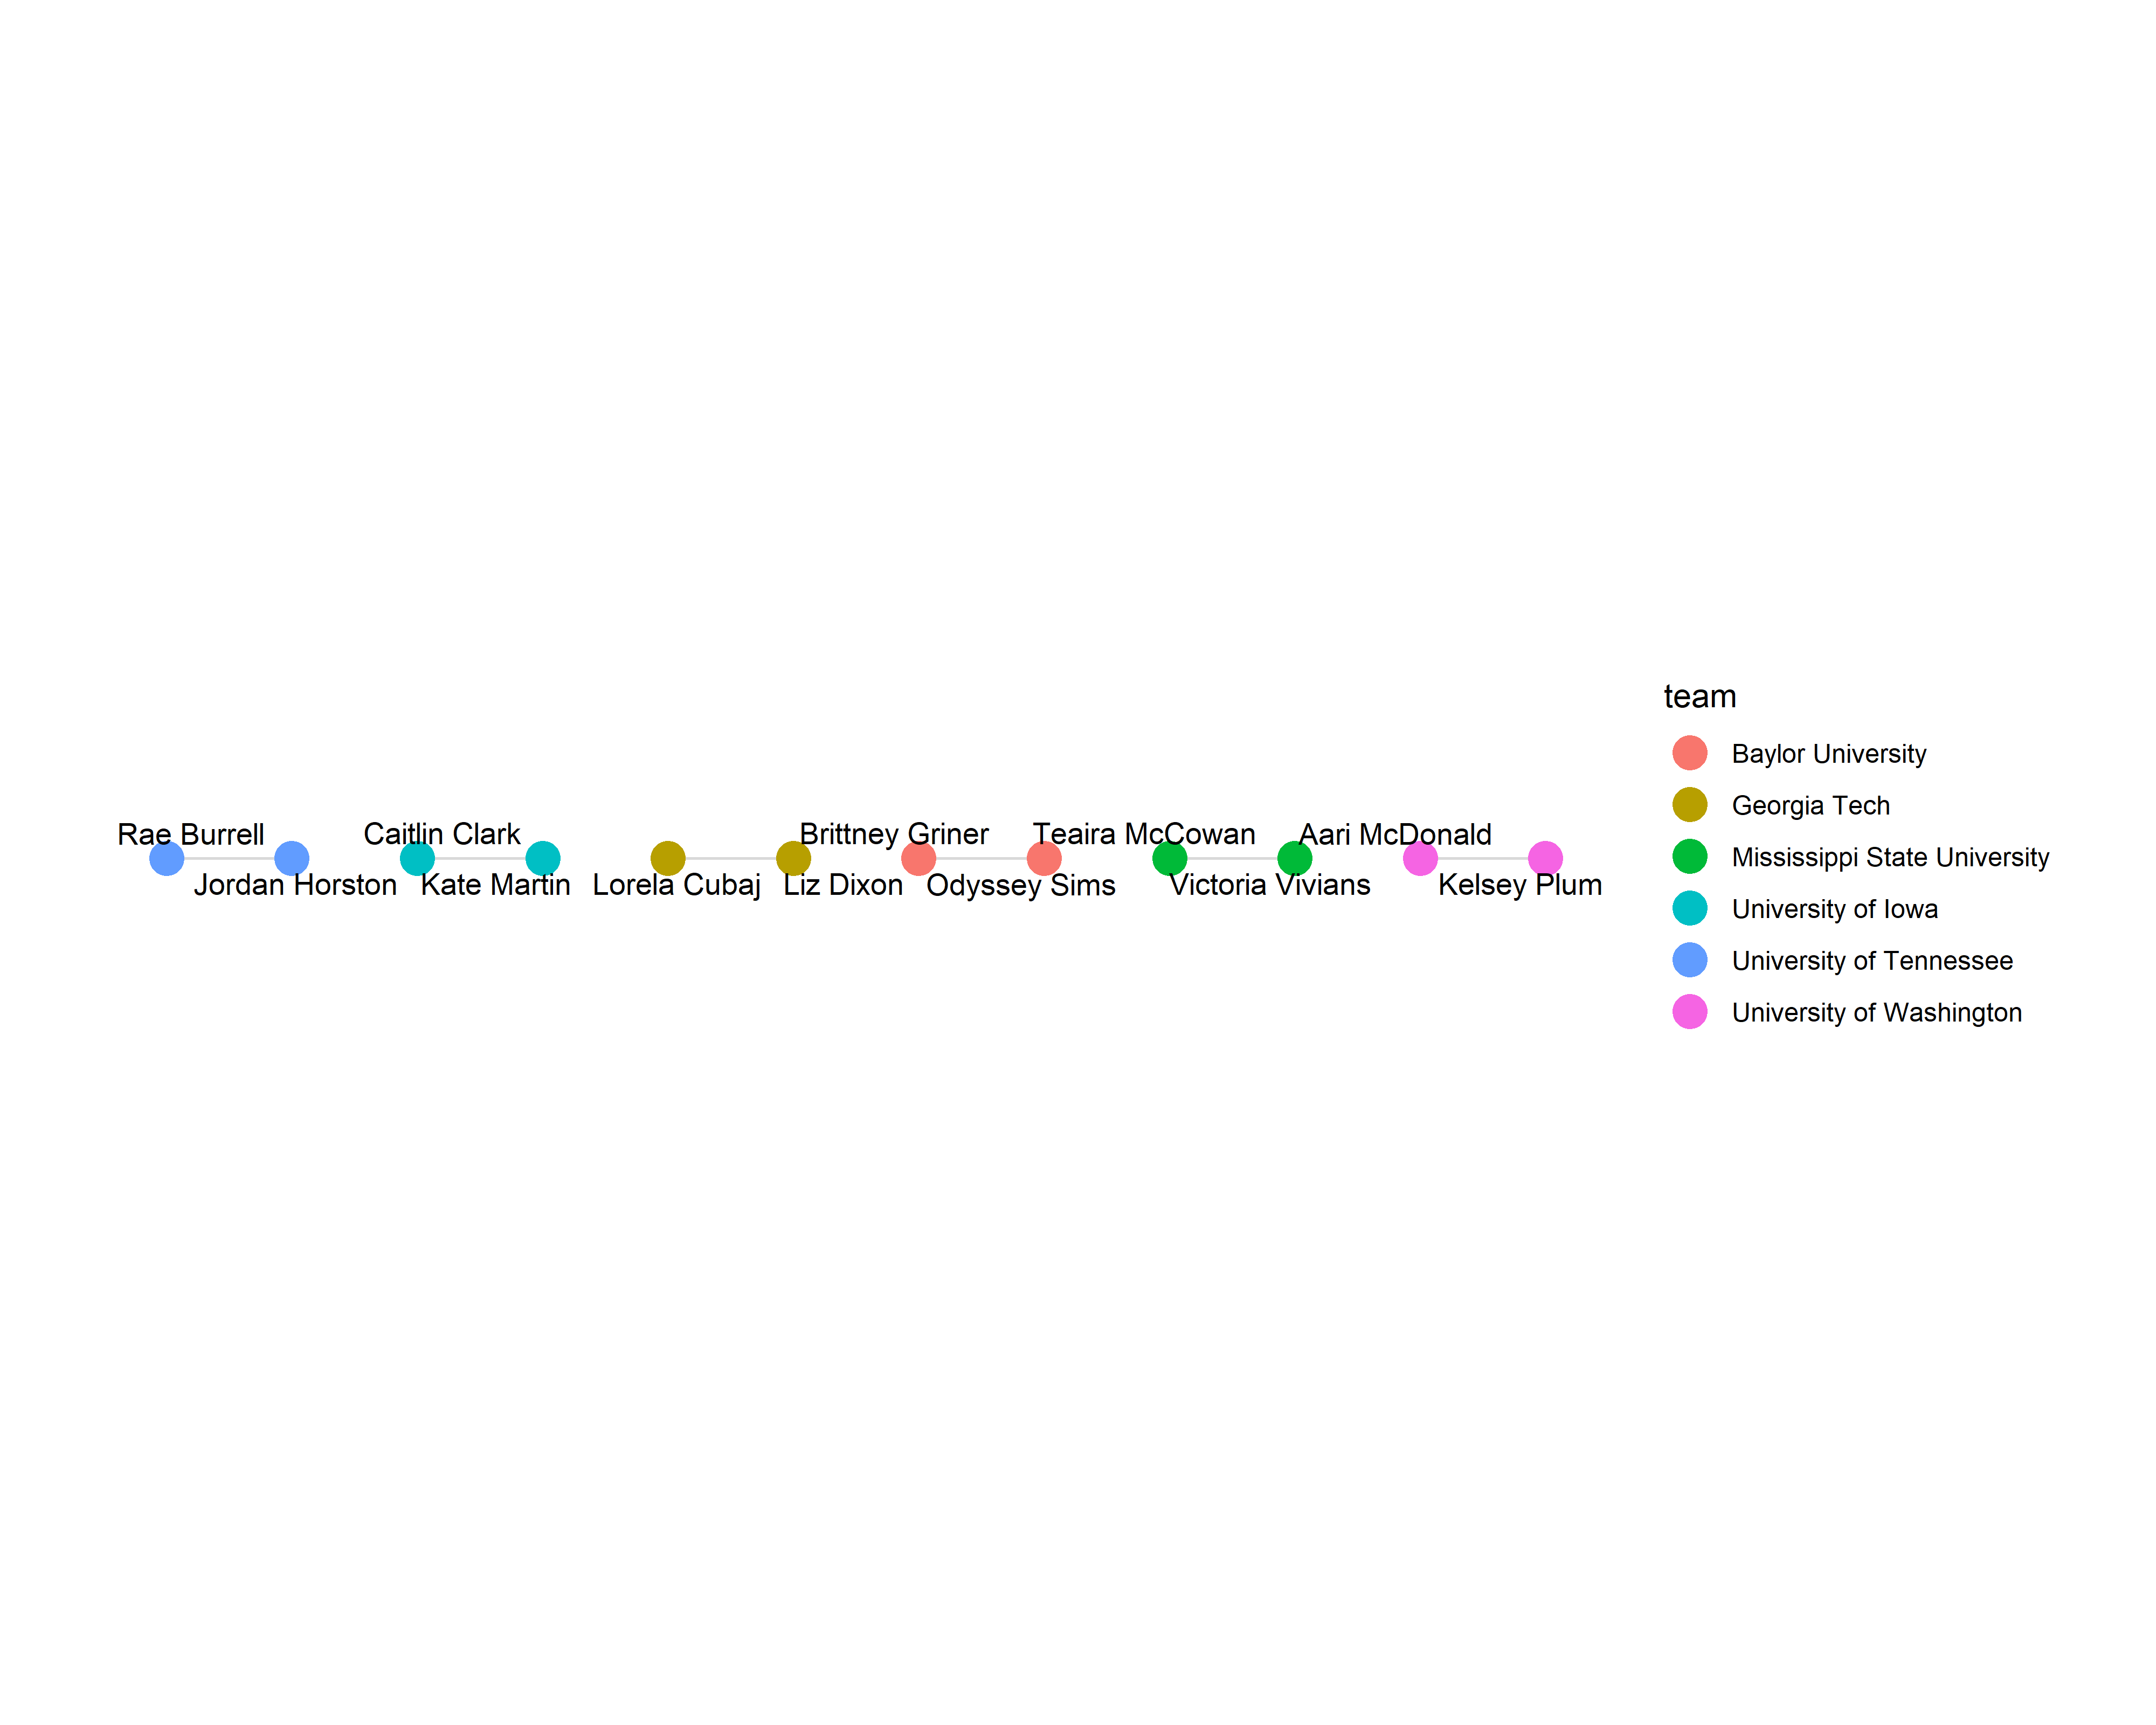 team
Baylor University
Georgia Tech
Mississippi State University
University of Iowa
University of Tennessee
University of Washington
Rae Burrell
Caitlin Clark
Brittney Griner
Teaira McCowan
Aari McDonald
Jordan Horston
Kate Martin
Lorela Cubaj
Liz Dixon
Odyssey Sims
Victoria Vivians
Kelsey Plum